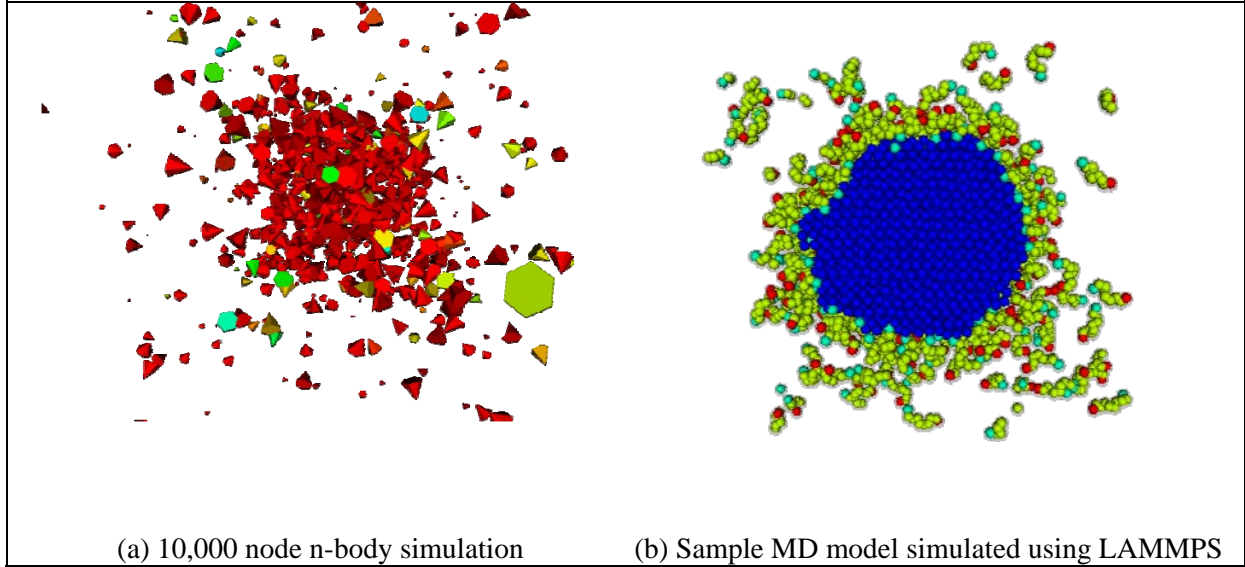 (a) 10,000 node n-body simulation
(b) Sample MD model simulated using LAMMPS